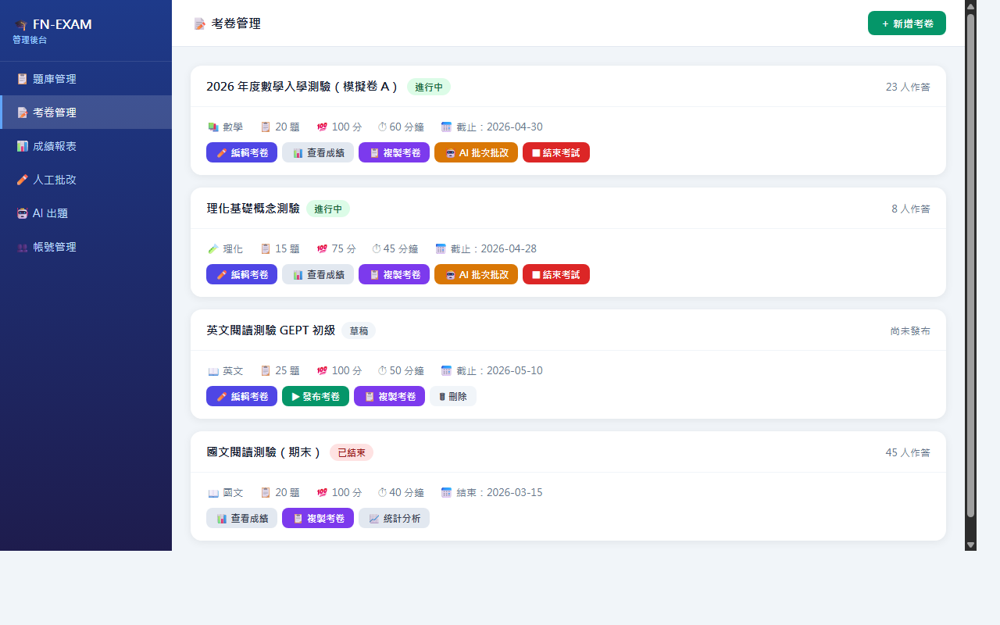 FN-EXAM
管理後台
題庫管理
考卷管理
成績報表
人工批改
AI 出題
帳號管理
考卷管理
+ 新增考卷
2026 年度數學入學測驗（模擬卷 A） 進行中 23 人作答
數學 20 題 100 分 60 分鐘 截止：2026-04-30
編輯考卷 查看成績 複製考卷 AI 批次批改 結束考試
理化基礎概念測驗 進行中 8 人作答
理化 15 題 75 分 45 分鐘 截止：2026-04-28
編輯考卷 查看成績 複製考卷 AI 批次批改 結束考試
英文閱讀測驗 GEPT 初級 草稿 尚未發布
英文 25 題 100 分 50 分鐘 截止：2026-05-10
編輯考卷 發布考卷 複製考卷 刪除
國文閱讀測驗（期末） 已結束 45 人作答
國文 20 題 100 分 40 分鐘 結束：2026-03-15
查看成績 複製考卷 統計分析